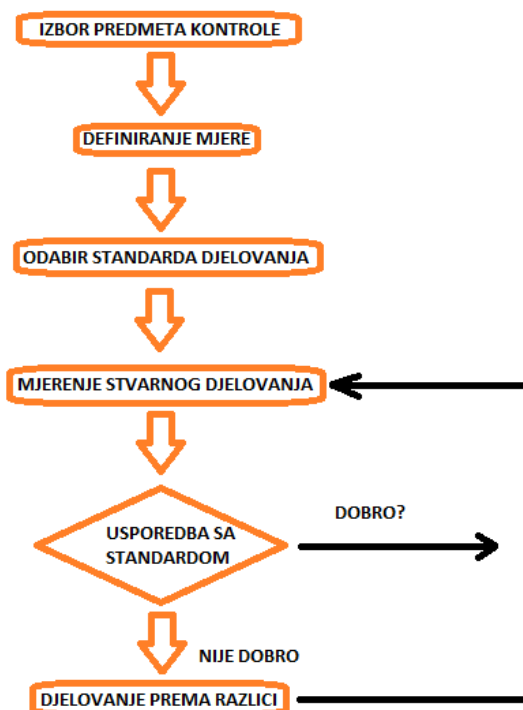 IZBOR PREDMETA KONTROLE
DEFINIRANJE MJERE
ODABIR STANDARDA DJELOVANJA
MJERENJE STVARNOG DJELOVANJA
USPOREDBA SA
STANDARDOM
DOBRO?
NIJE DOBRO
DJELOVANJE PREMA RAZLICI